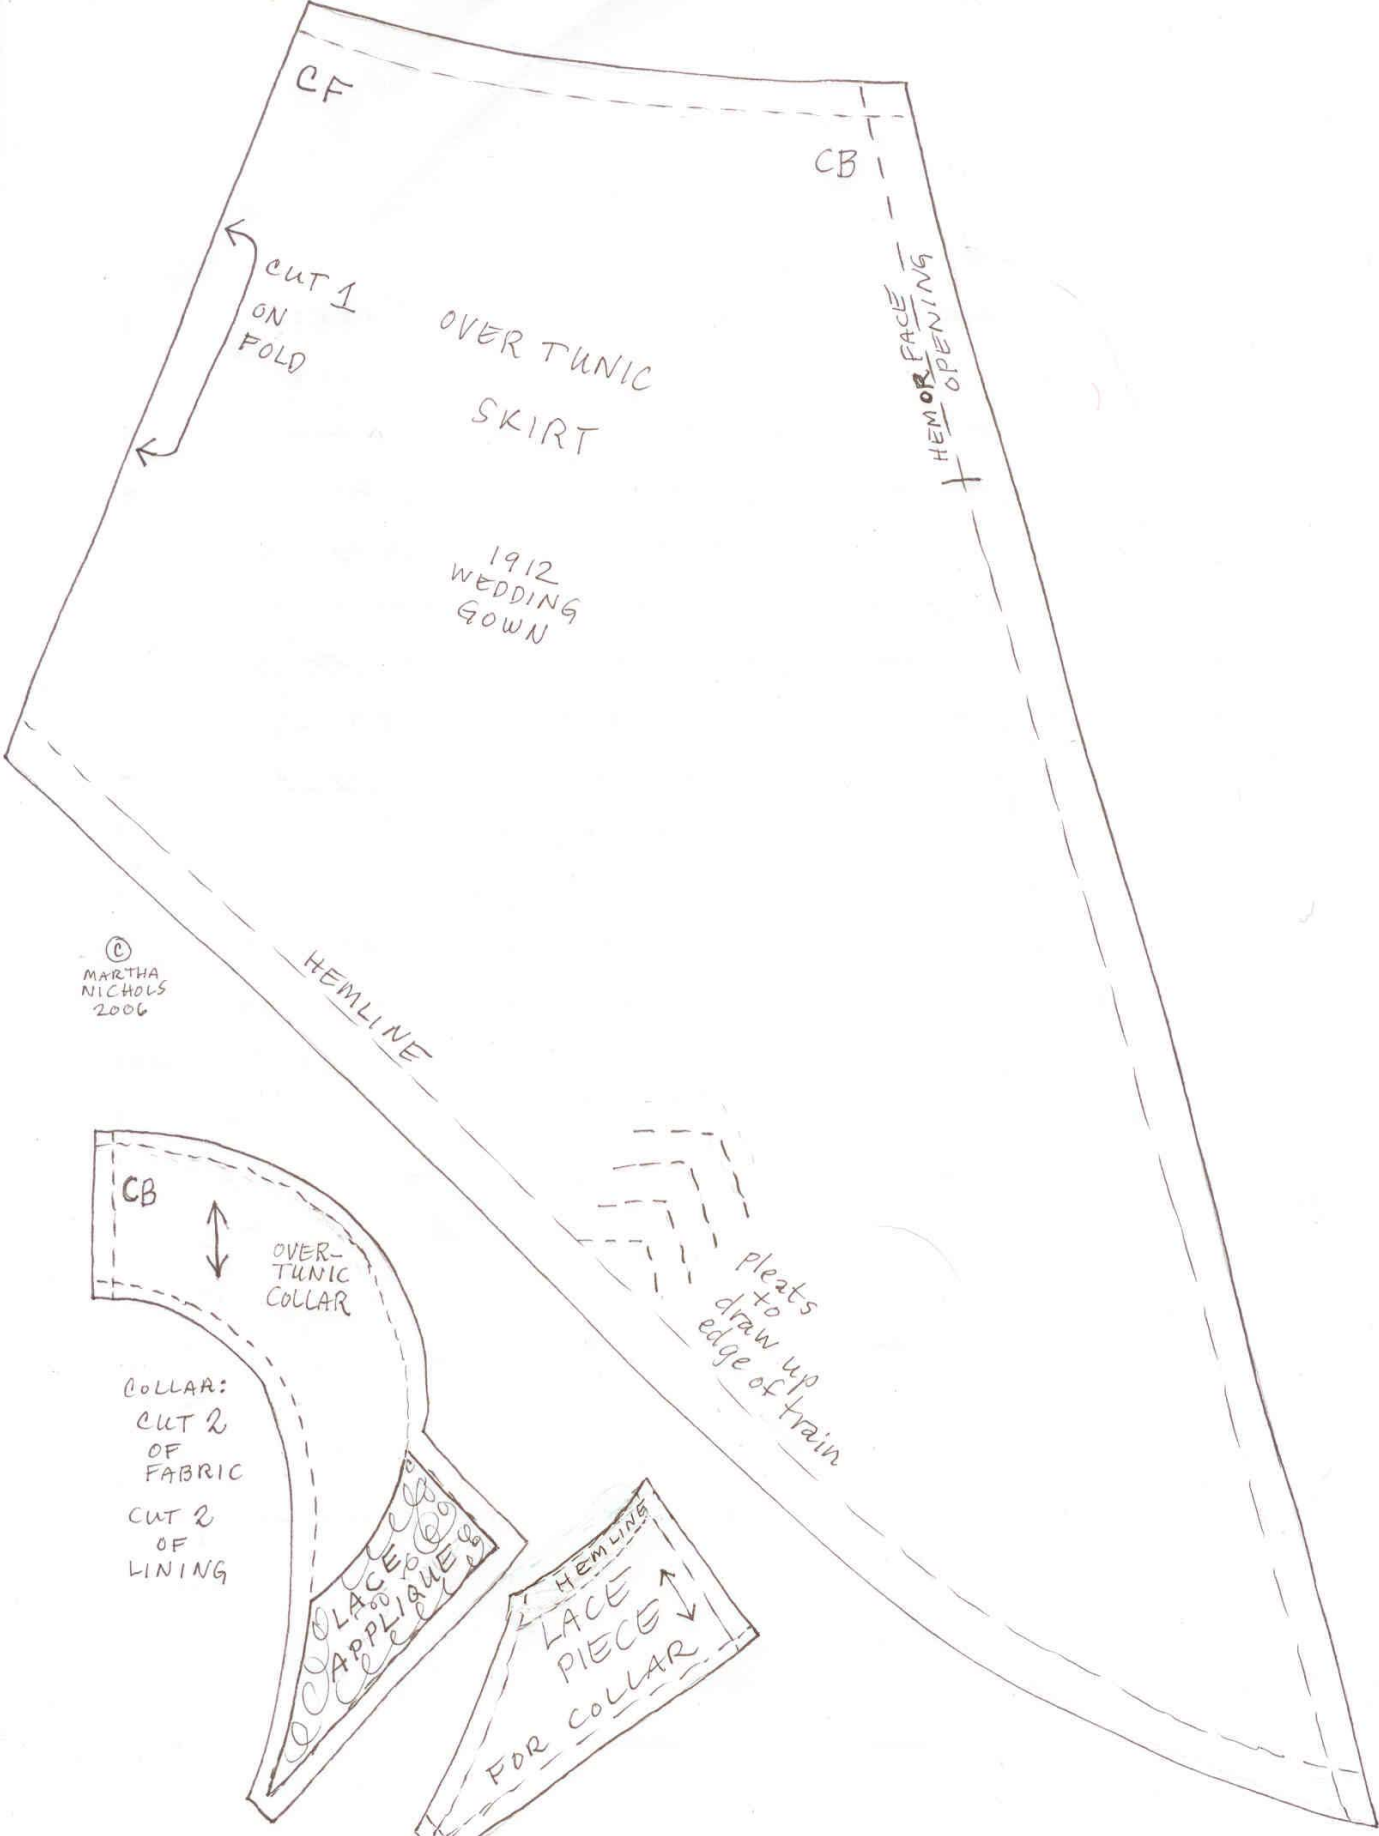 CF
CB
CUT 1
ON
FOLD
OVER TUNIC
SKIRT
HEM OR FACE
OPENING
1912
WEDDING
GOWN
©
MARTHA
NICHOLS
2006
HEMLINE
CB
OVER-
TUNIC
COLLAR
pleats
to
draw up
edge of train
COLLAR:
CUT 2
OF
FABRIC
CUT 2
OF
LINING
LACE
APPLIQUE
HEMLINE
LACE
PIECE
FOR COLLAR